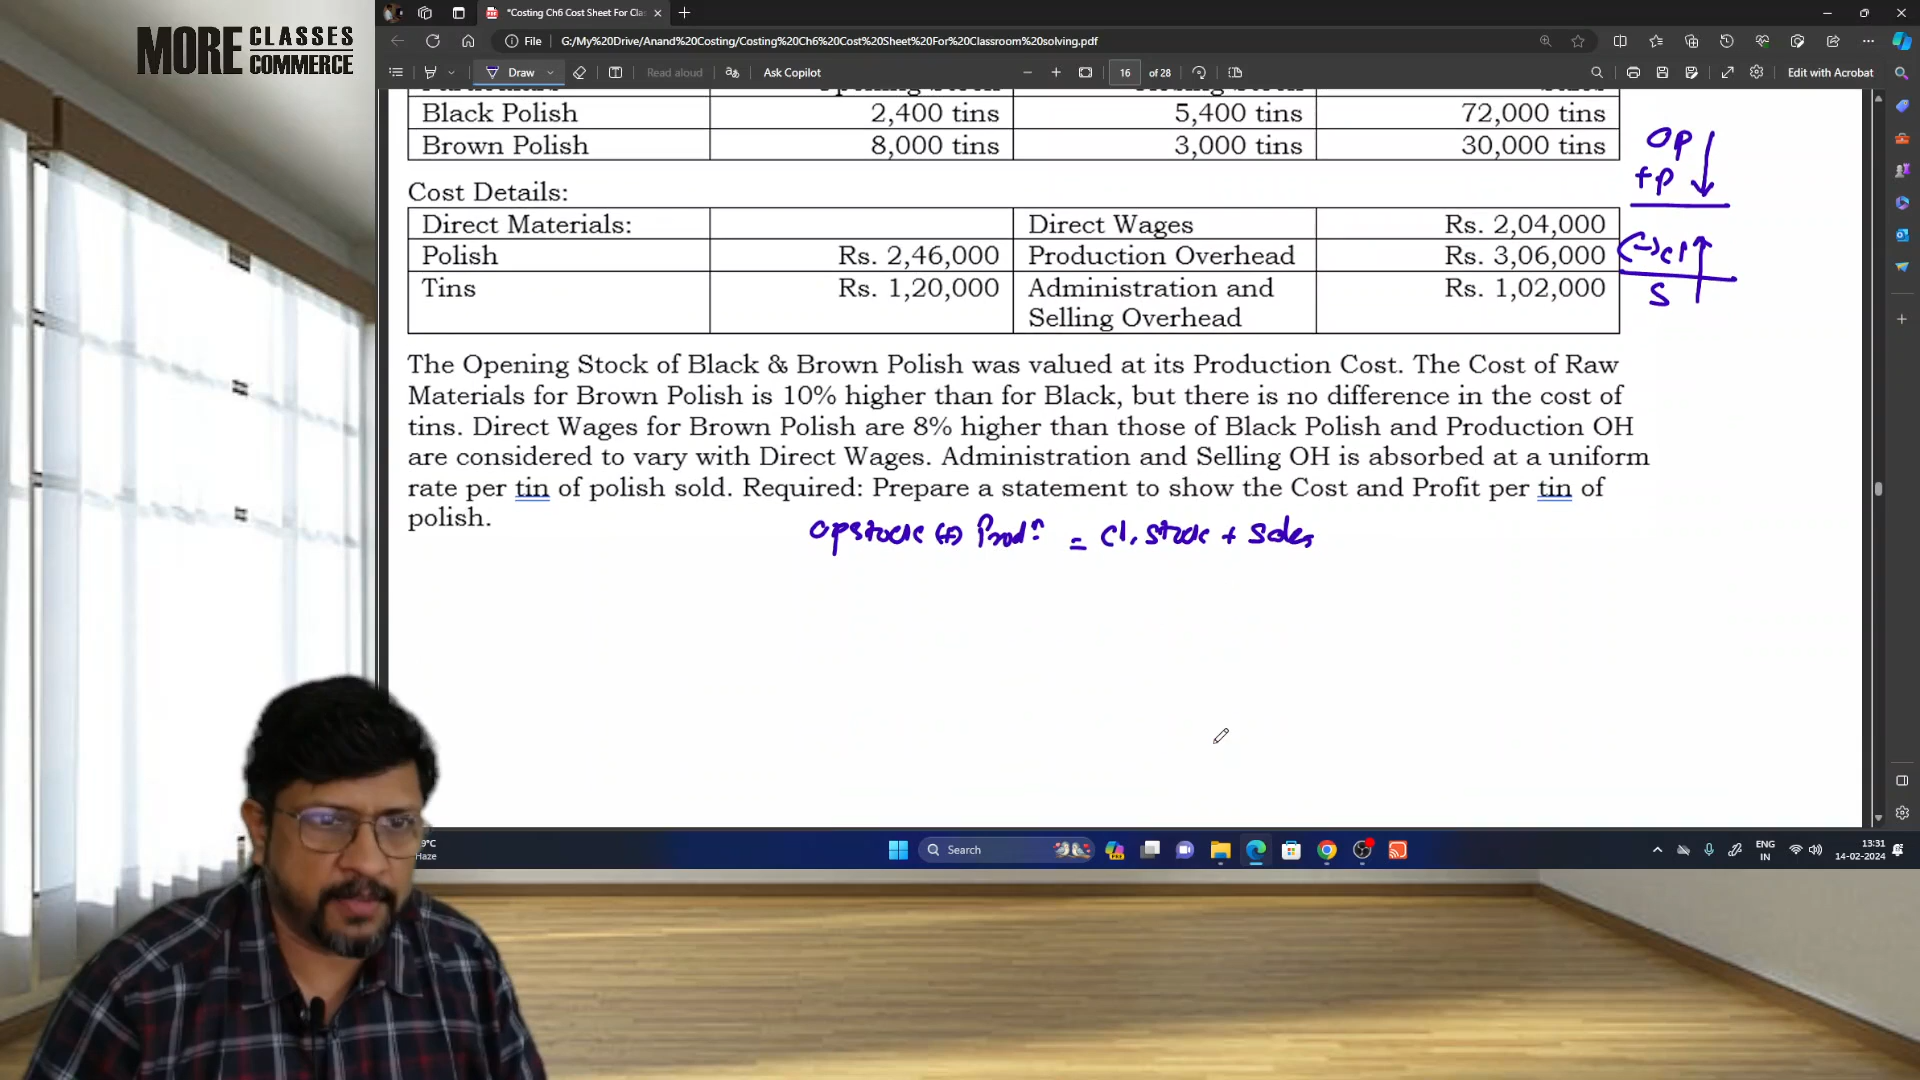 MORE CLASSES COMMERCE
*Costing Ch6 Cost Sheet For Cla
File G:/My%20Drive/Anand%20Costing/Costing%20Ch6%20Cost%20Sheet%20For%20Classroom%20solving.pdf
Draw Read aloud Ask Copilot 16 of 28 Edit with Acrobat
Black Polish 2,400 tins 5,400 tins 72,000 tins
Brown Polish 8,000 tins 3,000 tins 30,000 tins
Op
+P
(-) cl
S
Cost Details:
Direct Materials: Direct Wages Rs. 2,04,000
Polish Rs. 2,46,000 Production Overhead Rs. 3,06,000
Tins Rs. 1,20,000 Administration and Rs. 1,02,000
Selling Overhead
The Opening Stock of Black & Brown Polish was valued at its Production Cost. The Cost of Raw
Materials for Brown Polish is 10% higher than for Black, but there is no difference in the cost of
tins. Direct Wages for Brown Polish are 8% higher than those of Black Polish and Production OH
are considered to vary with Direct Wages. Administration and Selling OH is absorbed at a uniform
rate per tin of polish sold. Required: Prepare a statement to show the Cost and Profit per tin of
polish.
opstock (+) Prodn = cl. stock + sales
9°C
Haze
Search
ENG
IN
13:31
14-02-2024